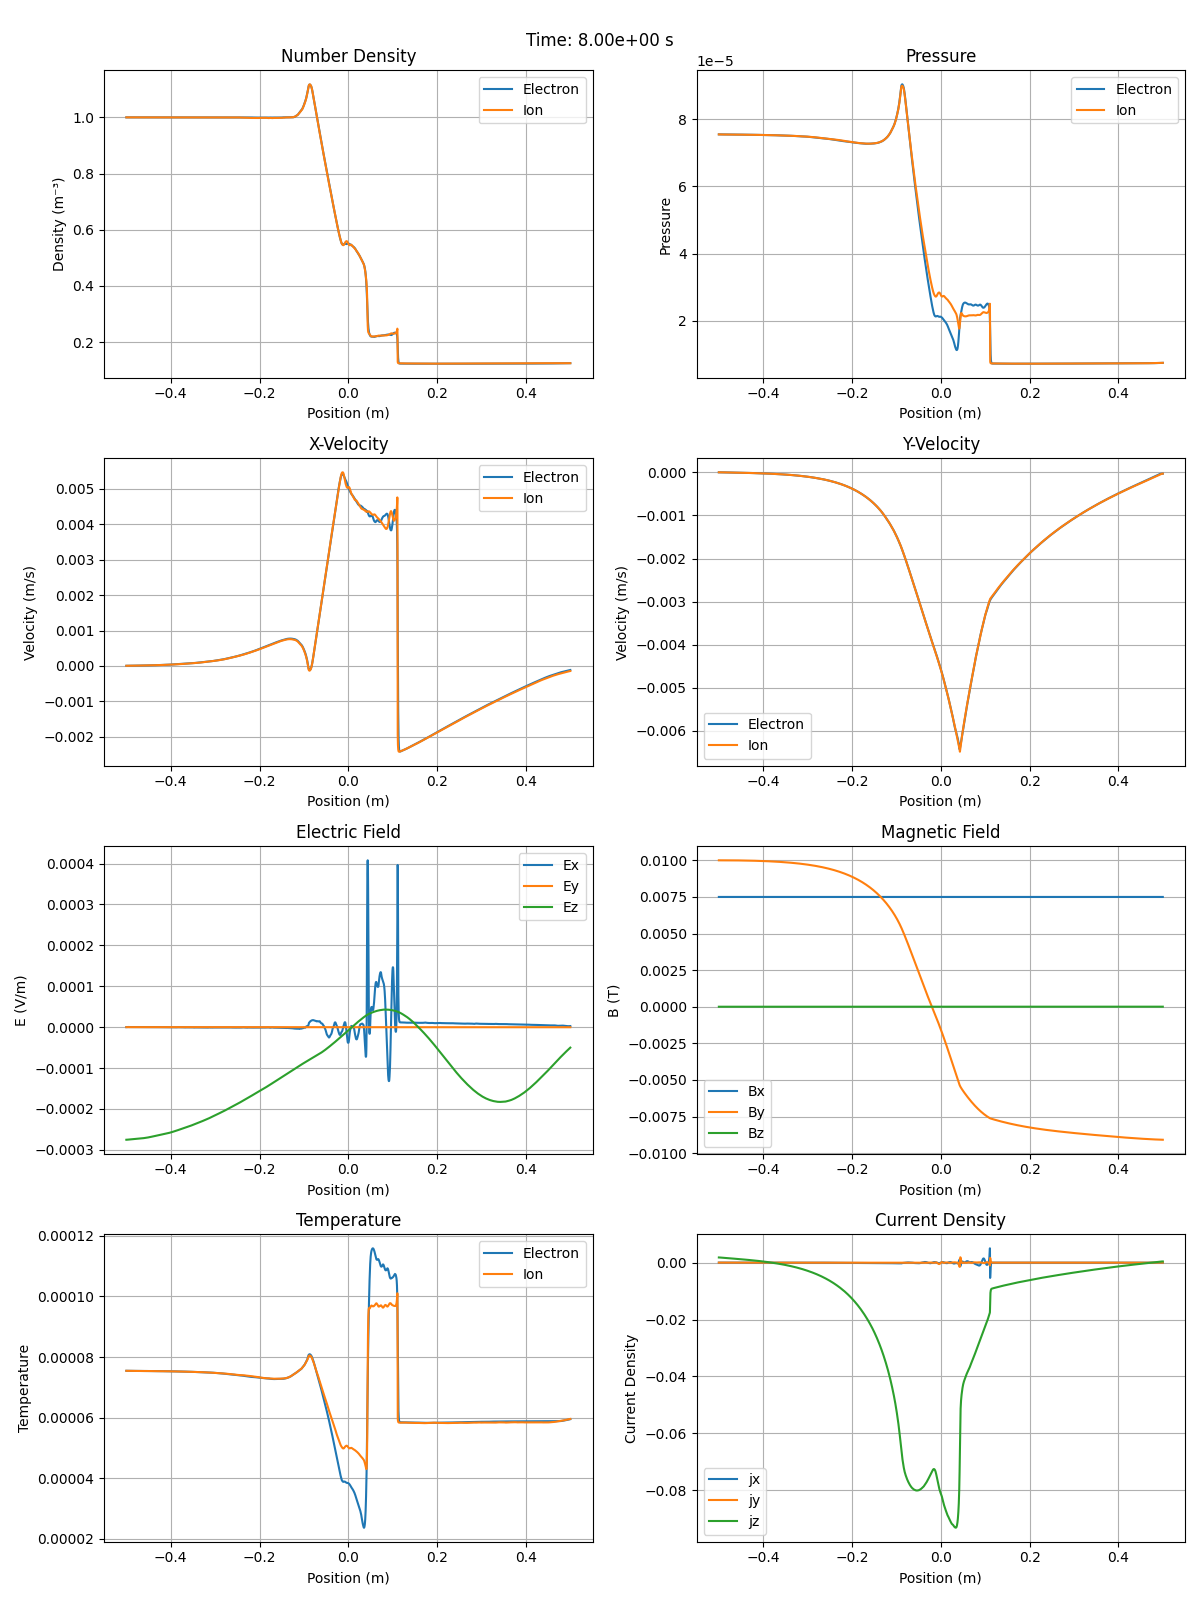 Time: 8.00e+00 s
Number Density
Density (m⁻³)
1.0
0.8
0.6
0.4
0.2
−0.4 −0.2 0.0 0.2 0.4
Position (m)
Electron
Ion
Pressure
1e−5
Pressure
8
6
4
2
−0.4 −0.2 0.0 0.2 0.4
Position (m)
Electron
Ion
X-Velocity
Velocity (m/s)
0.005
0.004
0.003
0.002
0.001
0.000
−0.001
−0.002
−0.4 −0.2 0.0 0.2 0.4
Position (m)
Electron
Ion
Y-Velocity
Velocity (m/s)
0.000
−0.001
−0.002
−0.003
−0.004
−0.005
−0.006
−0.4 −0.2 0.0 0.2 0.4
Position (m)
Electron
Ion
Electric Field
E (V/m)
0.0004
0.0003
0.0002
0.0001
0.0000
−0.0001
−0.0002
−0.0003
−0.4 −0.2 0.0 0.2 0.4
Position (m)
Ex
Ey
Ez
Magnetic Field
B (T)
0.0100
0.0075
0.0050
0.0025
0.0000
−0.0025
−0.0050
−0.0075
−0.0100
−0.4 −0.2 0.0 0.2 0.4
Position (m)
Bx
By
Bz
Temperature
Temperature
0.00012
0.00010
0.00008
0.00006
0.00004
0.00002
−0.4 −0.2 0.0 0.2 0.4
Position (m)
Electron
Ion
Current Density
Current Density
0.00
−0.02
−0.04
−0.06
−0.08
−0.4 −0.2 0.0 0.2 0.4
Position (m)
jx
jy
jz